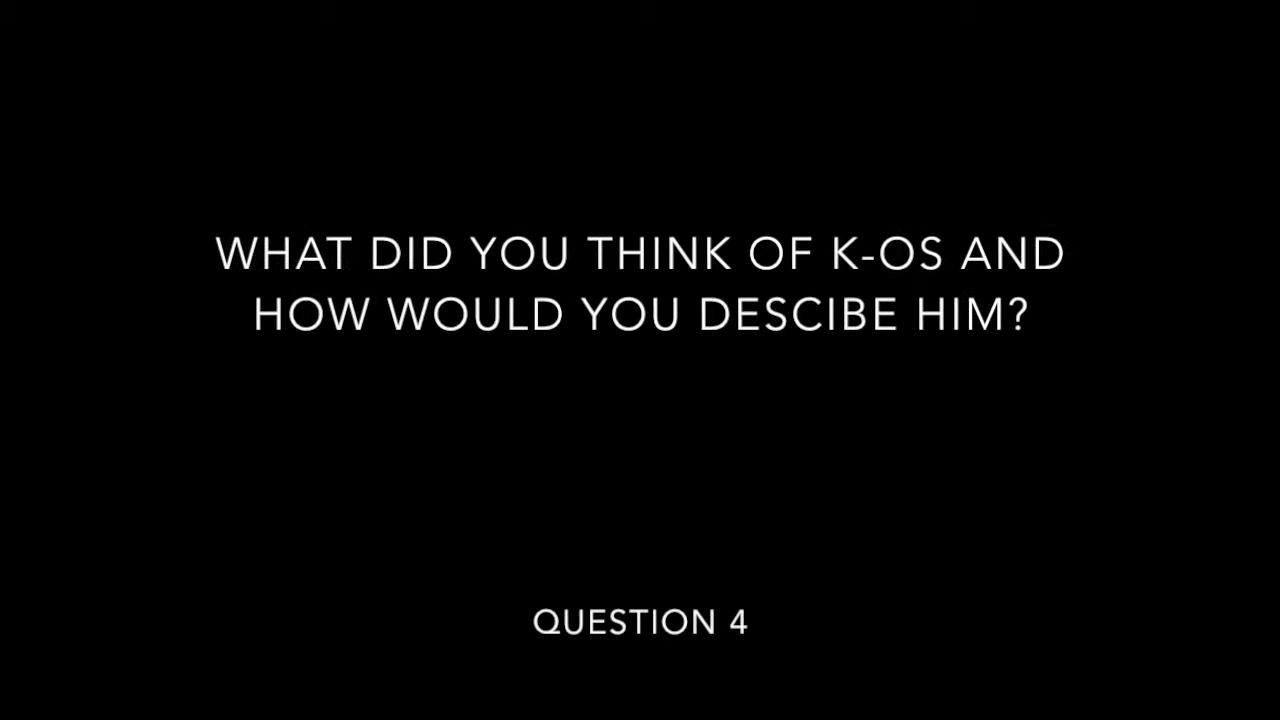 WHAT DID YOU THINK OF K-OS AND
HOW WOULD YOU DESCIBE HIM?
QUESTION 4